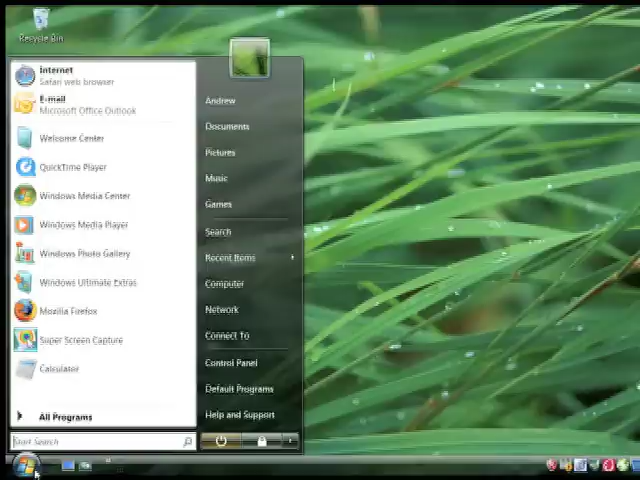 Recycle Bin
Internet
Safari web browser
E-mail
Microsoft Office Outlook
Welcome Center
QuickTime Player
Windows Media Center
Windows Media Player
Windows Photo Gallery
Windows Ultimate Extras
Mozilla Firefox
Super Screen Capture
Calculator
All Programs
Start Search
Andrew
Documents
Pictures
Music
Games
Search
Recent Items
Computer
Network
Connect To
Control Panel
Default Programs
Help and Support